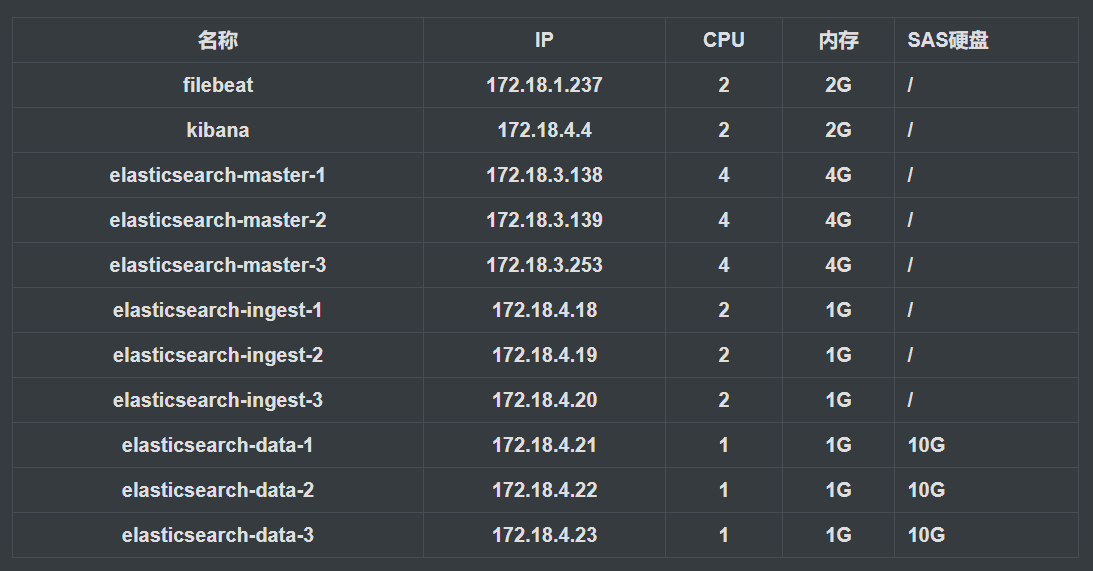 名称 IP CPU 内存 SAS硬盘
filebeat 172.18.1.237 2 2G /
kibana 172.18.4.4 2 2G /
elasticsearch-master-1 172.18.3.138 4 4G /
elasticsearch-master-2 172.18.3.139 4 4G /
elasticsearch-master-3 172.18.3.253 4 4G /
elasticsearch-ingest-1 172.18.4.18 2 1G /
elasticsearch-ingest-2 172.18.4.19 2 1G /
elasticsearch-ingest-3 172.18.4.20 2 1G /
elasticsearch-data-1 172.18.4.21 1 1G 10G
elasticsearch-data-2 172.18.4.22 1 1G 10G
elasticsearch-data-3 172.18.4.23 1 1G 10G